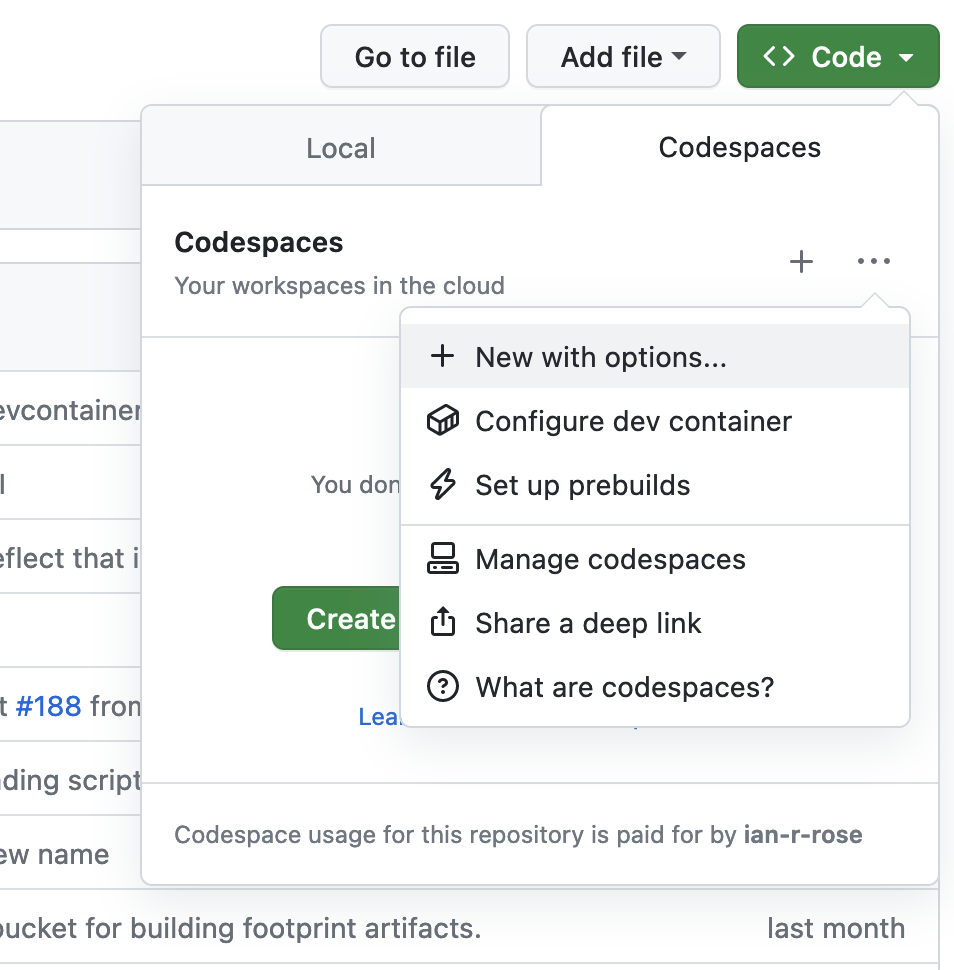 Go to file
Add file
Code
Local
Codespaces
Codespaces
Your workspaces in the cloud
New with options...
Configure dev container
Set up prebuilds
Manage codespaces
Share a deep link
What are codespaces?
You don
Create
Codespace usage for this repository is paid for by ian-r-rose
evcontainer
eflect that i
t #188 from
ding script
ew name
bucket for building footprint artifacts.
last month